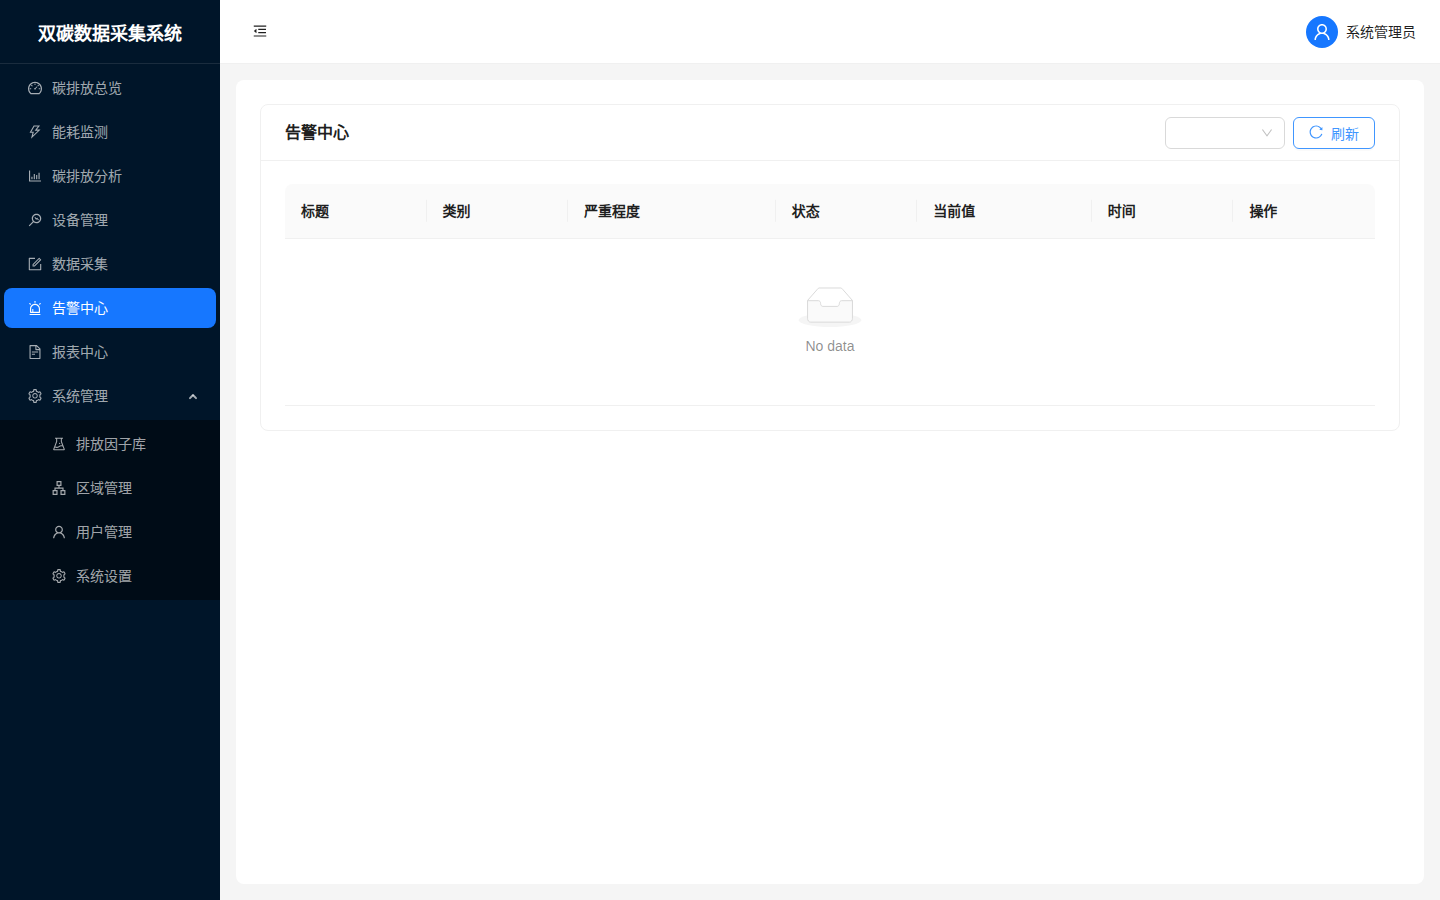 双碳数据采集系统
系统管理员
碳排放总览
能耗监测
碳排放分析
设备管理
数据采集
告警中心
报表中心
系统管理
排放因子库
区域管理
用户管理
系统设置
告警中心
刷新
标题 类别 严重程度 状态 当前值 时间 操作
No data